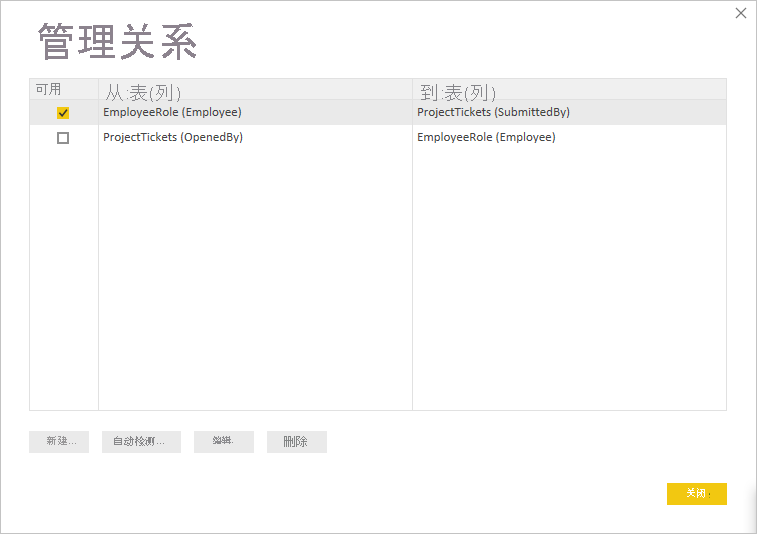 管理关系
可用 从:表(列) 到:表(列)
EmployeeRole (Employee) ProjectTickets (SubmittedBy)
ProjectTickets (OpenedBy) EmployeeRole (Employee)
新建... 自动检测... 编辑. 删除
关闭